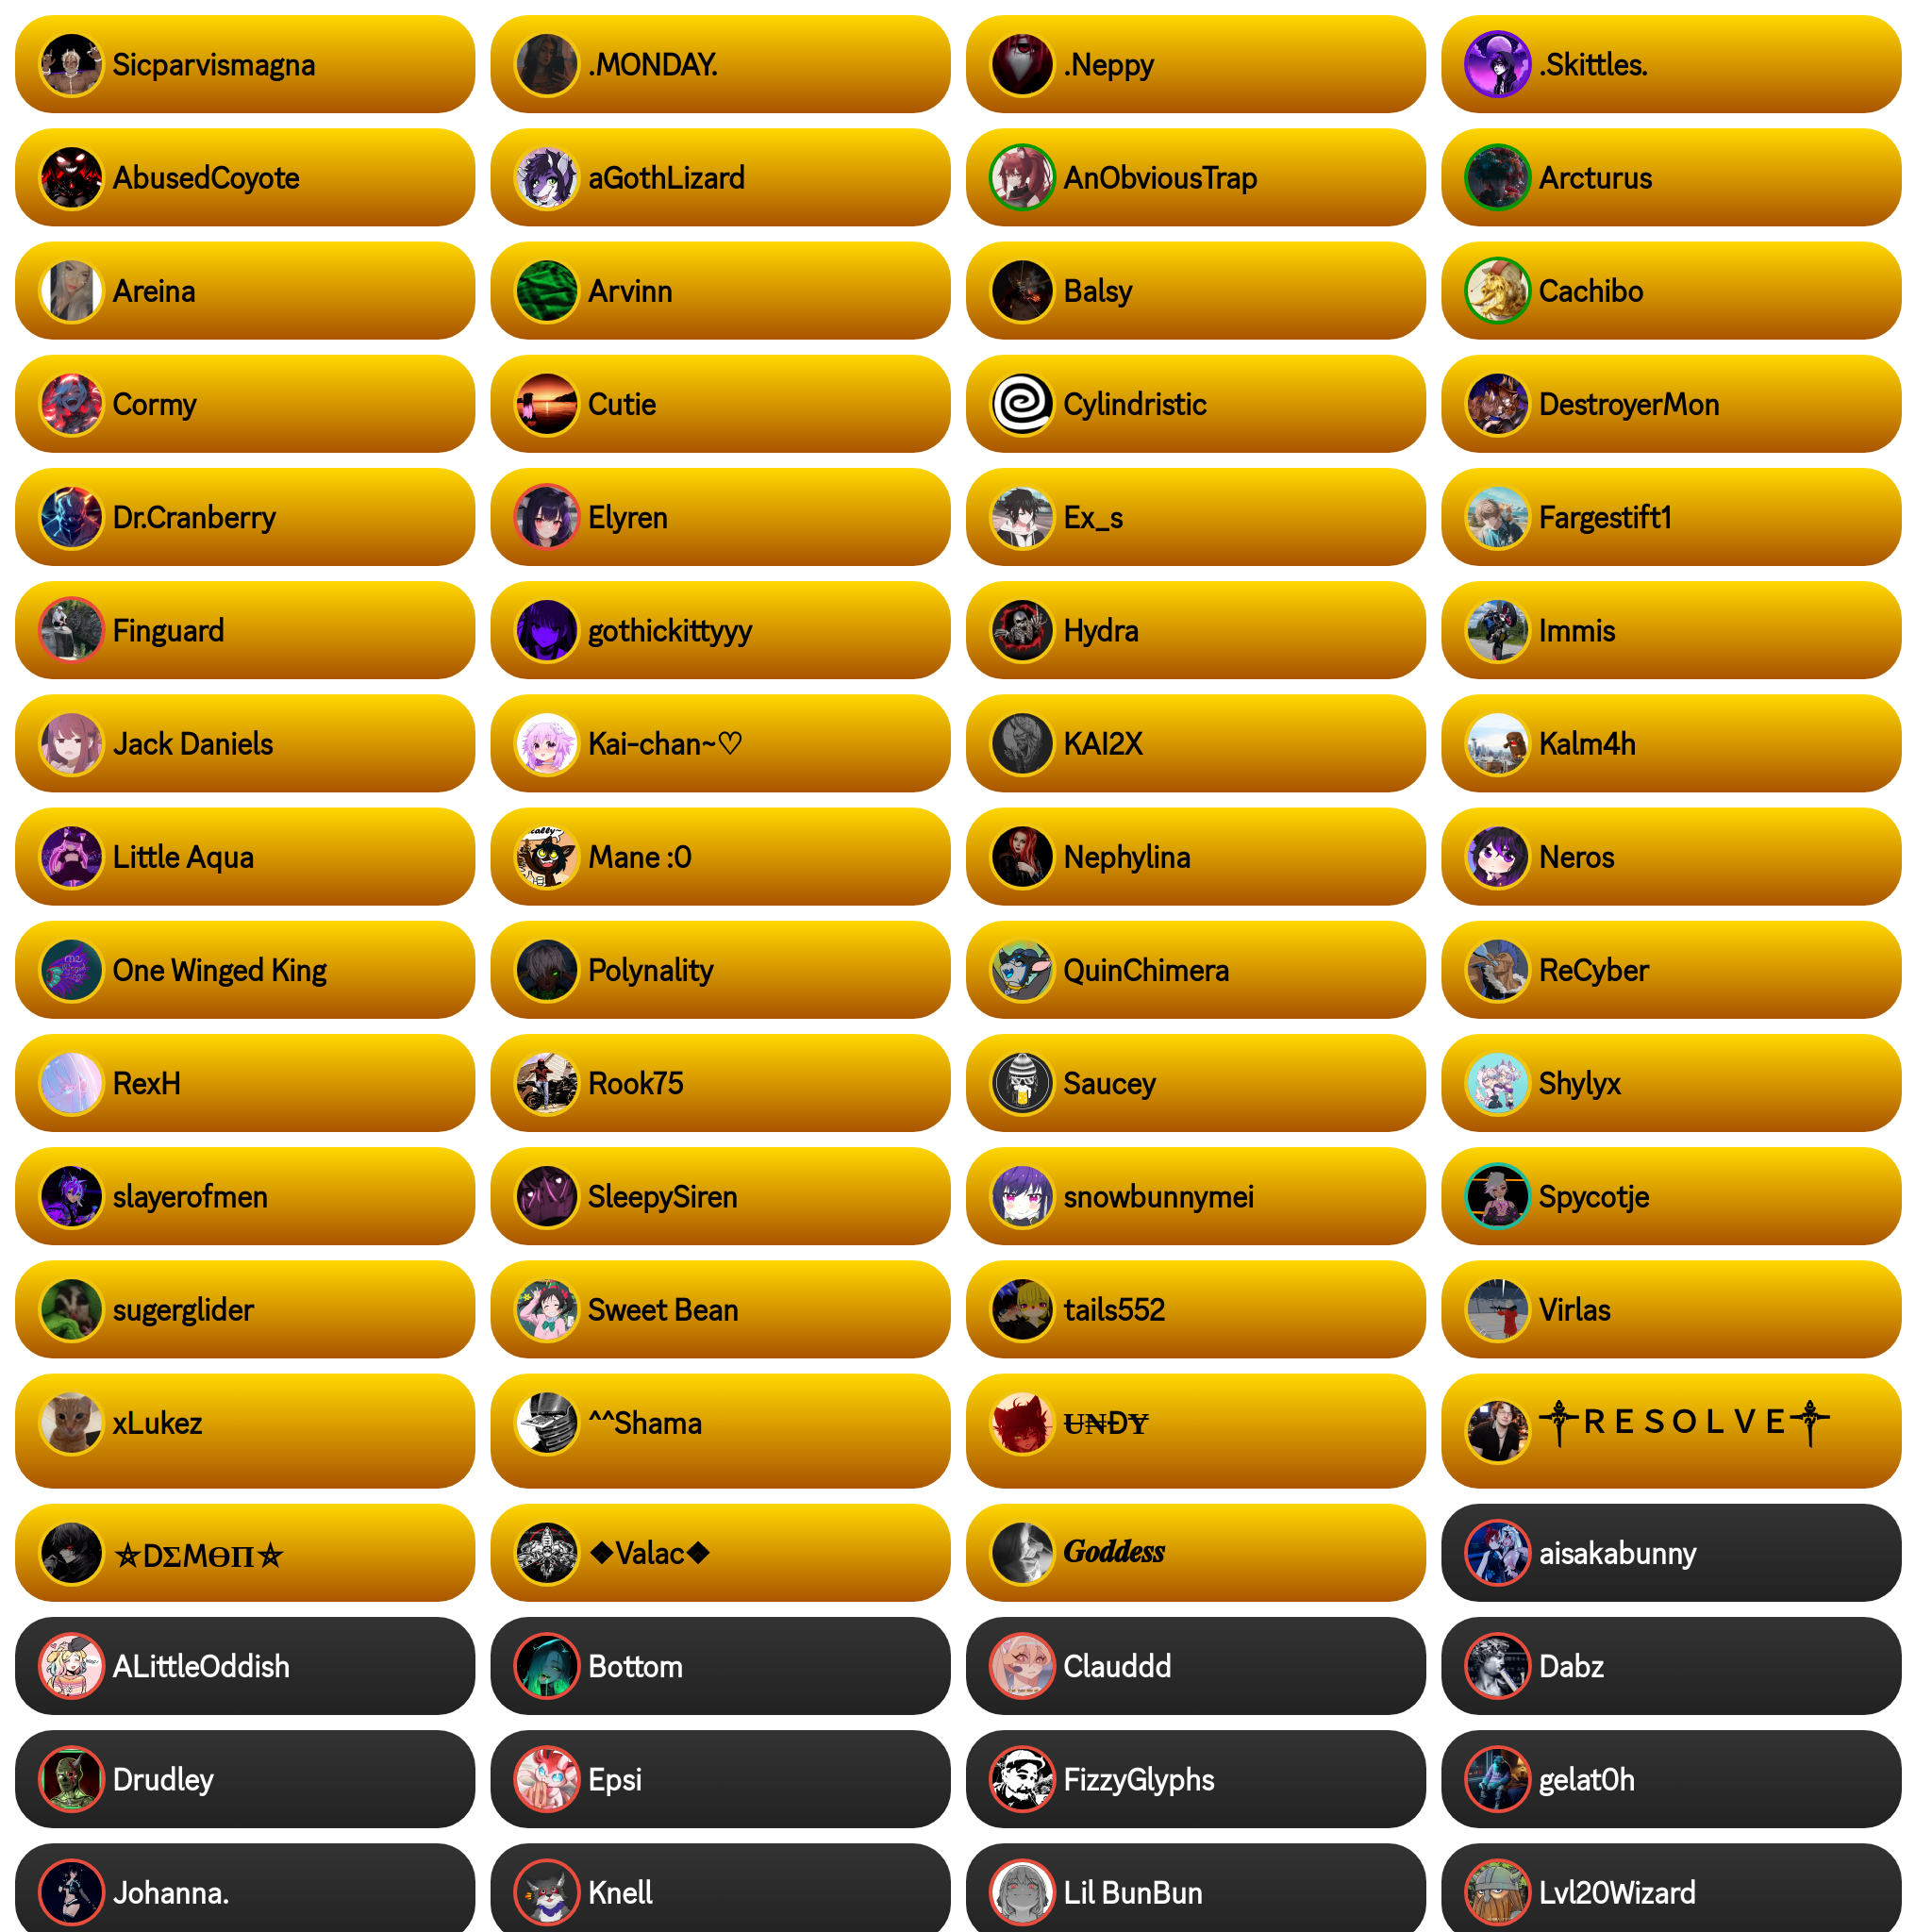 Sicparvismagna
.MONDAY.
.Neppy
.Skittles.
AbusedCoyote
aGothLizard
AnObviousTrap
Arcturus
Areina
Arvinn
Balsy
Cachibo
Cormy
Cutie
Cylindristic
DestroyerMon
Dr.Cranberry
Elyren
Ex_s
Fargestift1
Finguard
gothickittyyy
Hydra
Immis
Jack Daniels
Kai-chan~♡
KAI2X
Kalm4h
Little Aqua
Mane :0
Nephylina
Neros
One Winged King
Polynality
QuinChimera
ReCyber
RexH
Rook75
Saucey
Shylyx
slayerofmen
SleepySiren
snowbunnymei
Spycotje
sugerglider
Sweet Bean
tails552
Virlas
xLukez
^^Shama
U̶N̶ĐY̶
༒R E S O L V E༒
⛤DΣMӨΠ⛤
❖Valac❖
𝑮𝒐𝒅𝒅𝒆𝒔𝒔
aisakabunny
ALittleOddish
Bottom
Clauddd
Dabz
Drudley
Epsi
FizzyGlyphs
gelat0h
Johanna.
Knell
Lil BunBun
Lvl20Wizard